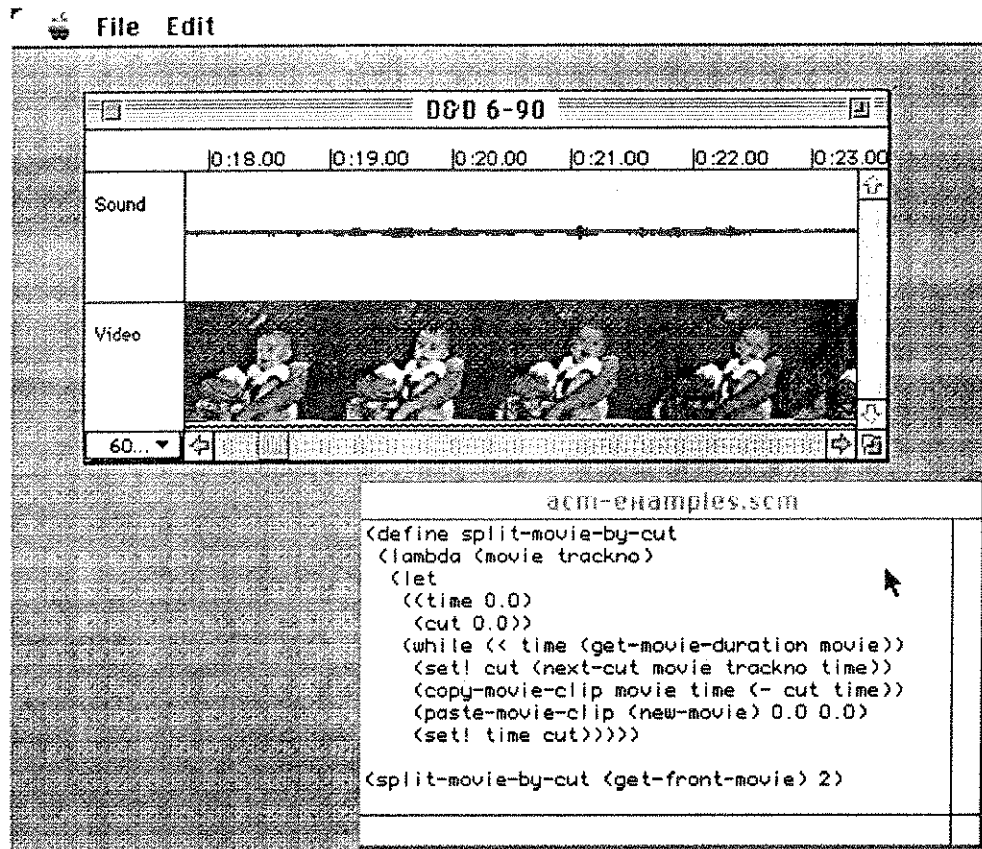 File Edit
D&D 6-90
0:18.00 0:19.00 0:20.00 0:21.00 0:22.00 0:23.00
Sound
Video
60...
acm-examples.scm
(define split-movie-by-cut
(lambda (movie trackno)
(let
((time 0.0)
(cut 0.0))
(while (< time (get-movie-duration movie))
(set! cut (next-cut movie trackno time))
(copy-movie-clip movie time (- cut time))
(paste-movie-clip (new-movie) 0.0 0.0)
(set! time cut)))))
(split-movie-by-cut (get-front-movie) 2)